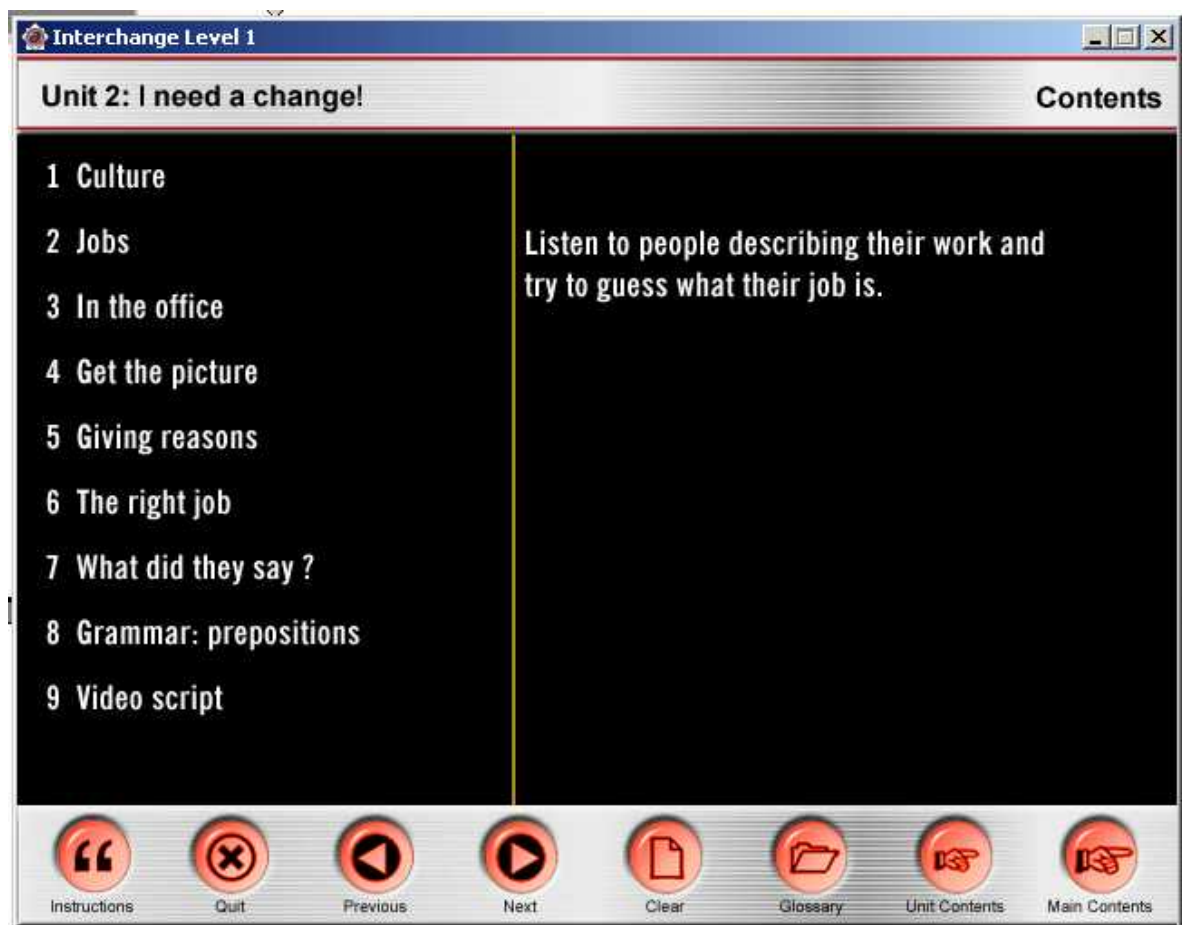 Interchange Level 1
Unit 2: I need a change!
Contents
1 Culture
2 Jobs
3 In the office
4 Get the picture
5 Giving reasons
6 The right job
7 What did they say ?
8 Grammar: prepositions
9 Video script
Listen to people describing their work and
try to guess what their job is.
Instructions
Quit
Previous
Next
Clear
Glossary
Unit Contents
Main Contents